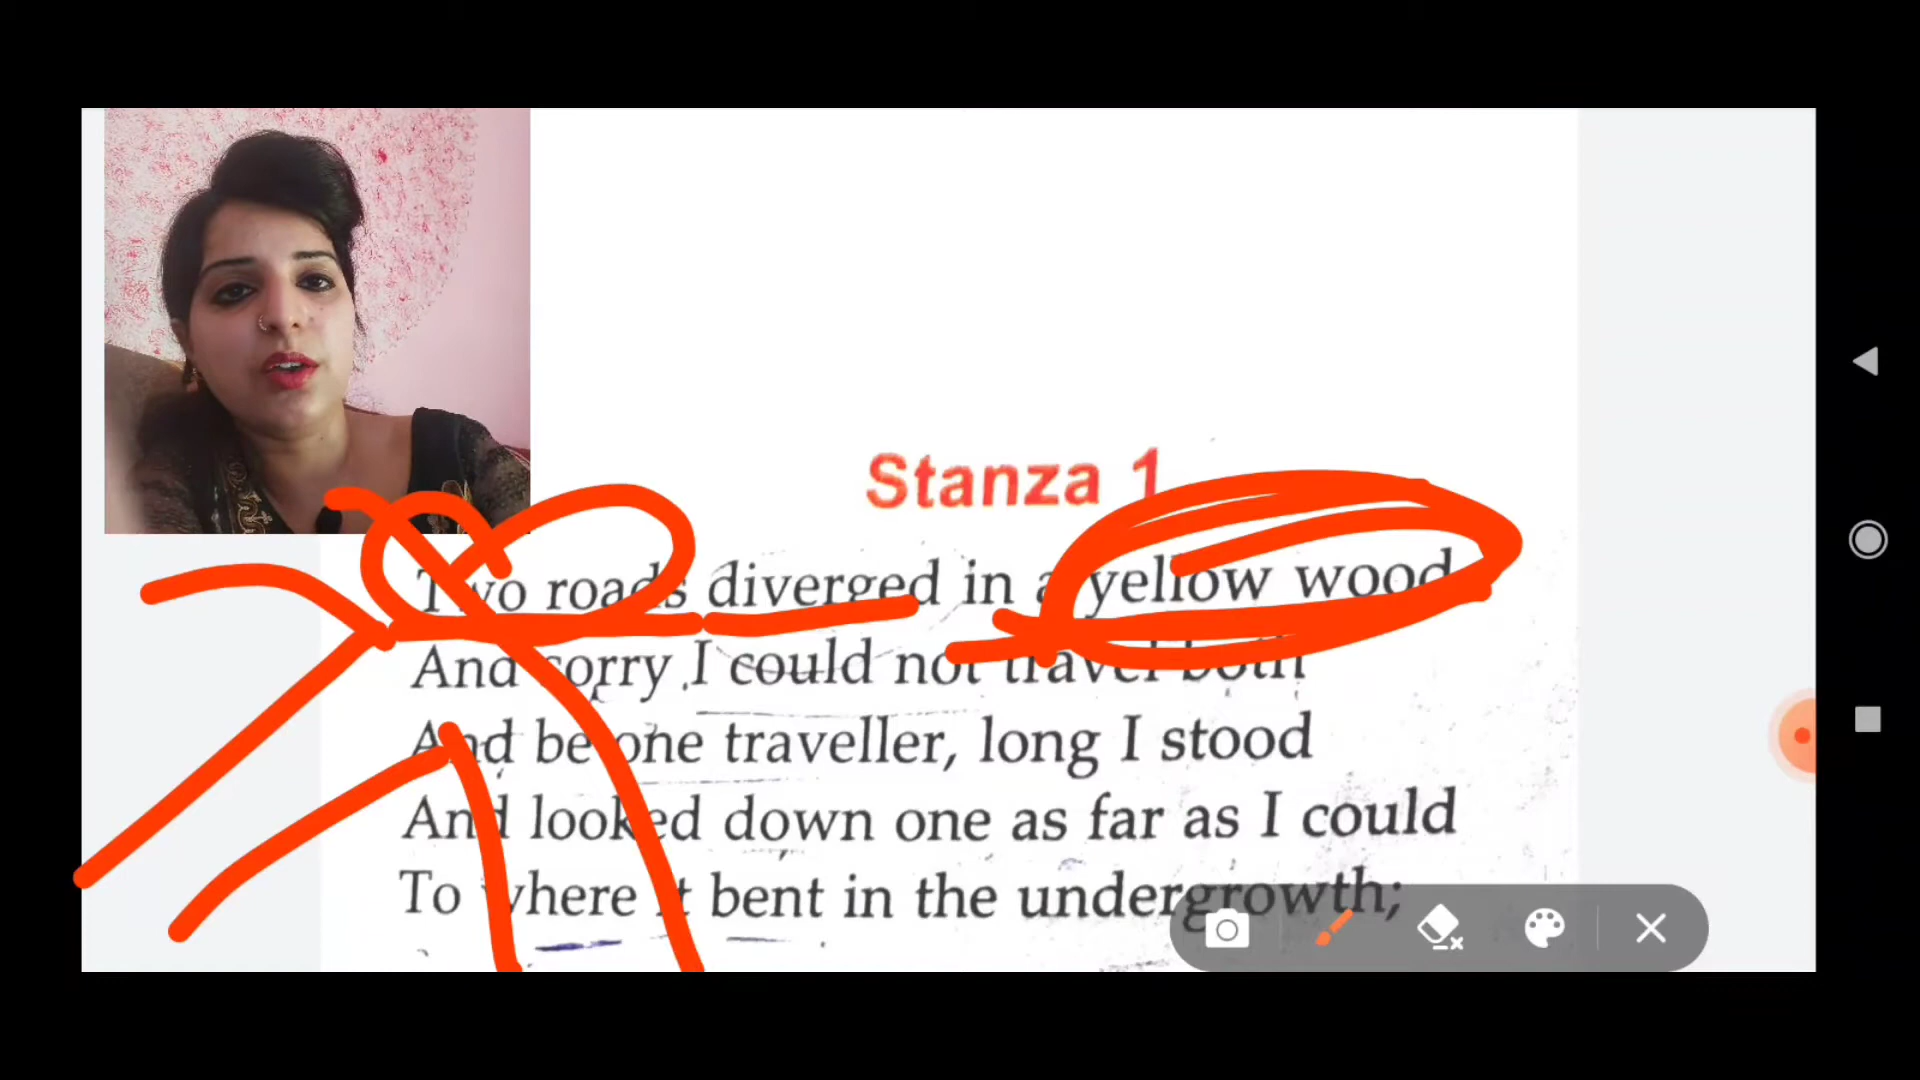 Stanza 1
Two roads diverged in a yellow wood
And sorry I could not travel both
And be one traveller, long I stood
And looked down one as far as I could
To where it bent in the undergrowth;